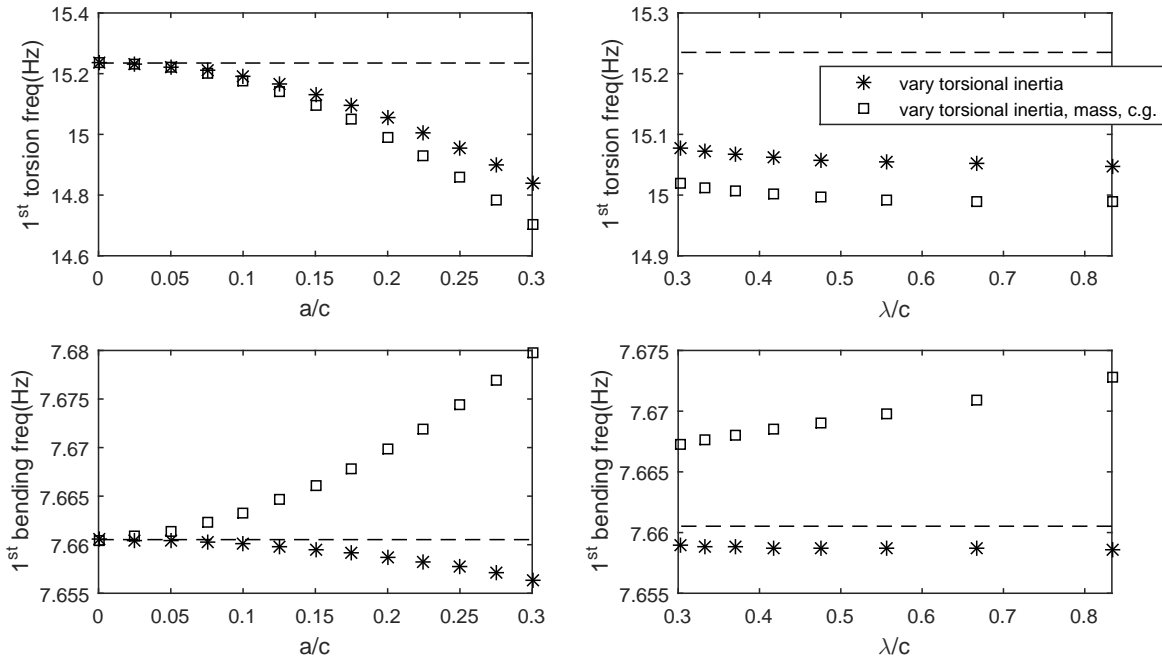 15.4
15.2
15
14.8
14.6
1st torsion freq(Hz)
0 0.05 0.1 0.15 0.2 0.25 0.3
a/c
15.3
15.2
15.1
15
14.9
1st torsion freq(Hz)
vary torsional inertia
vary torsional inertia, mass, c.g.
0.3 0.4 0.5 0.6 0.7 0.8
λ/c
7.68
7.675
7.67
7.665
7.66
7.655
1st bending freq(Hz)
0 0.05 0.1 0.15 0.2 0.25 0.3
a/c
7.675
7.67
7.665
7.66
7.655
1st bending freq(Hz)
0.3 0.4 0.5 0.6 0.7 0.8
λ/c